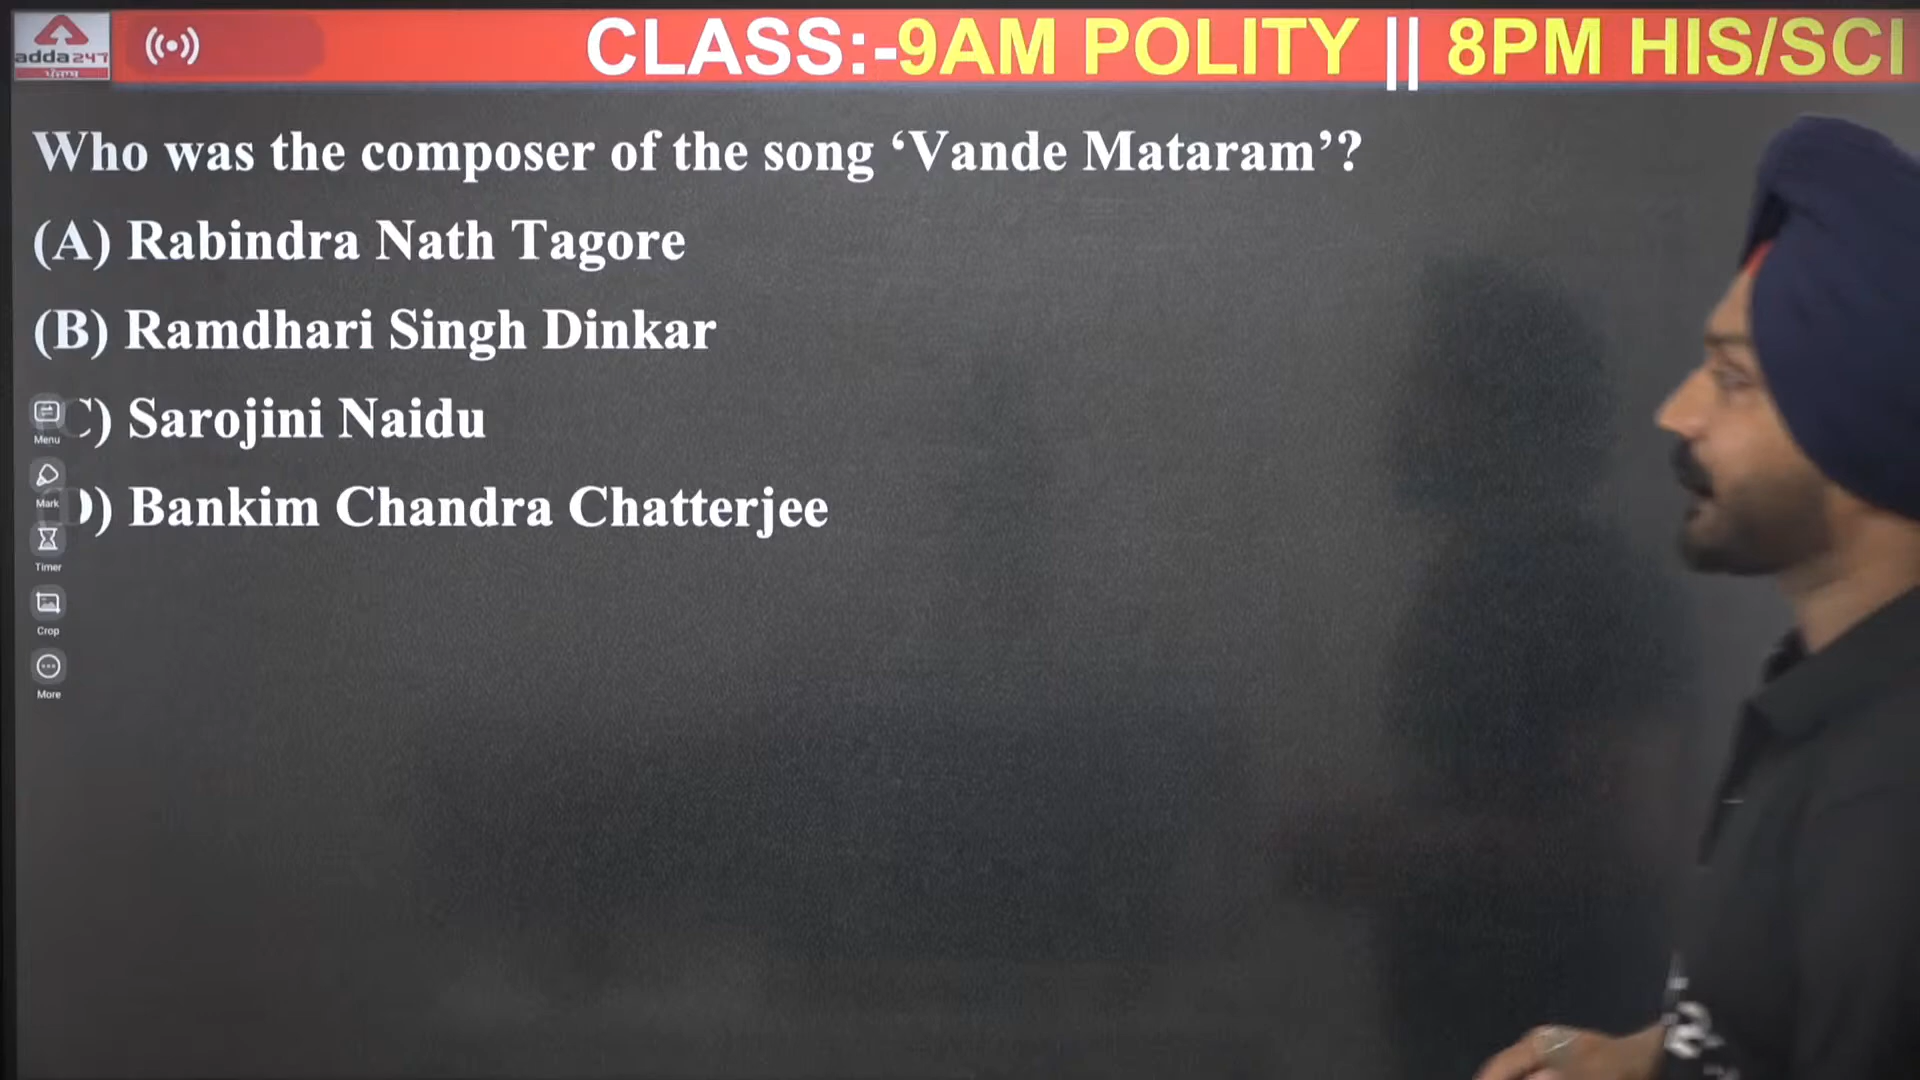 adda247
ਪੰਜਾਬ
CLASS:-9AM POLITY || 8PM HIS/SCI
Who was the composer of the song ‘Vande Mataram’?
(A) Rabindra Nath Tagore
(B) Ramdhari Singh Dinkar
C) Sarojini Naidu
D) Bankim Chandra Chatterjee
Menu
Mark
Timer
Crop
More